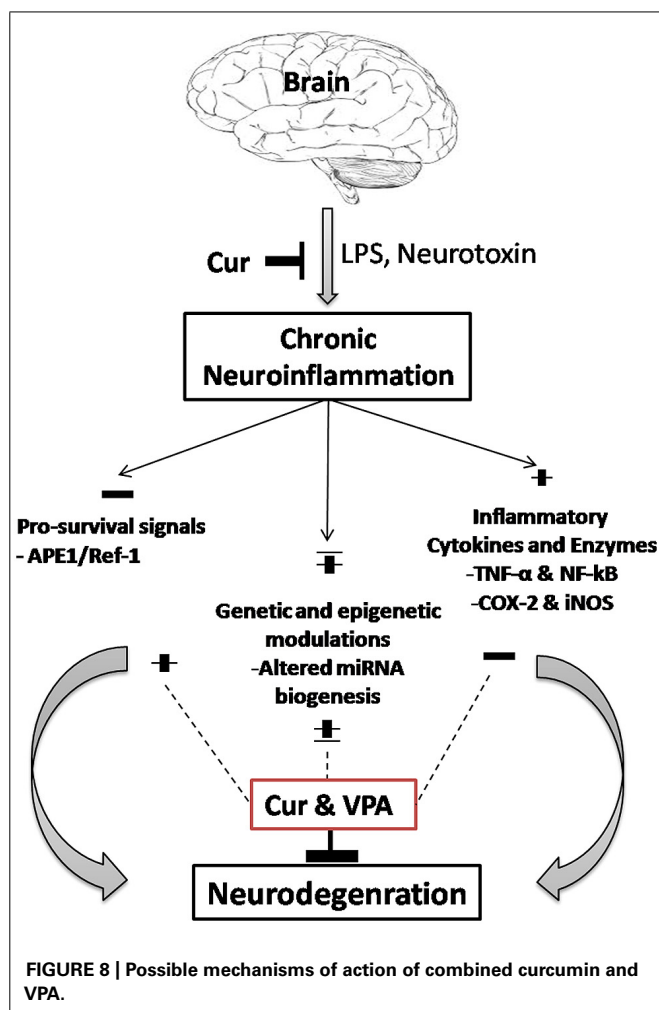 Brain
Cur
LPS, Neurotoxin
Chronic
Neuroinflammation
Pro-survival signals
- APE1/Ref-1
Genetic and epigenetic
modulations
-Altered miRNA
biogenesis
Inflammatory
Cytokines and Enzymes
-TNF-α & NF-kB
-COX-2 & iNOS
Cur & VPA
Neurodegenration
FIGURE 8 | Possible mechanisms of action of combined curcumin and
VPA.